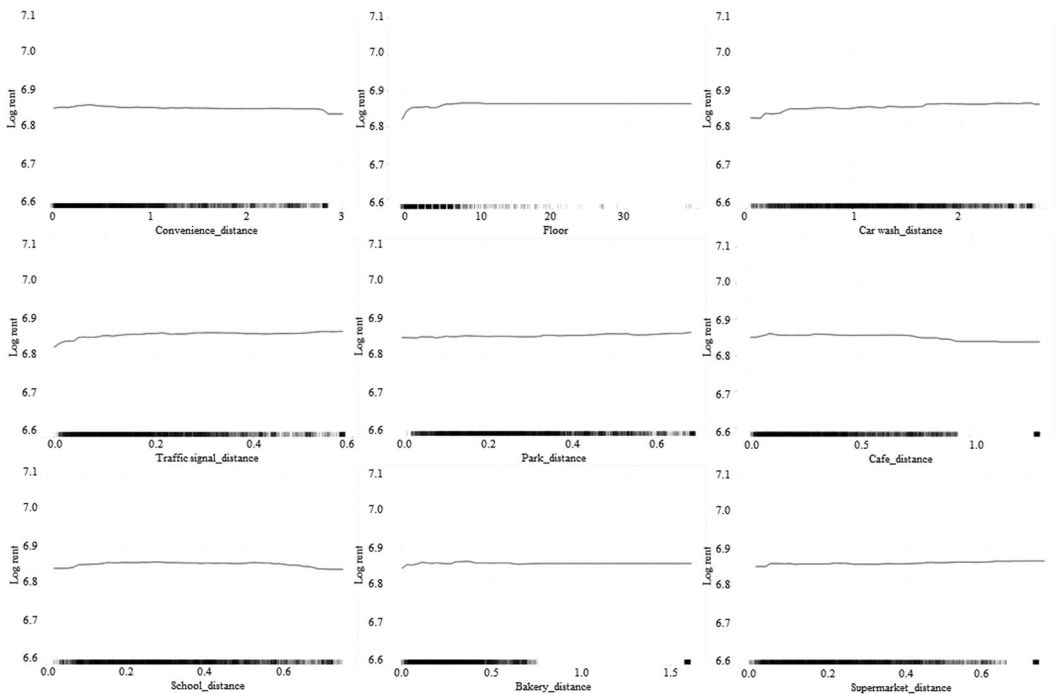 7.1
7.0
6.9
6.8
6.7
6.6
Log rent
0 1 2 3
Convenience_distance
7.1
7.0
6.9
6.8
6.7
6.6
Log rent
0 10 20 30
Floor
7.1
7.0
6.9
6.8
6.7
6.6
Log rent
0 1 2
Car wash_distance
7.1
7.0
6.9
6.8
6.7
6.6
Log rent
0.0 0.2 0.4 0.6
Traffic signal_distance
7.1
7.0
6.9
6.8
6.7
6.6
Log rent
0.0 0.2 0.4 0.6
Park_distance
7.1
7.0
6.9
6.8
6.7
6.6
Log rent
0.0 0.5 1.0
Cafe_distance
7.1
7.0
6.9
6.8
6.7
6.6
Log rent
0.0 0.2 0.4 0.6
School_distance
7.1
7.0
6.9
6.8
6.7
6.6
Log rent
0.0 0.5 1.0 1.5
Bakery_distance
7.1
7.0
6.9
6.8
6.7
6.6
Log rent
0.0 0.2 0.4 0.6
Supermarket_distance